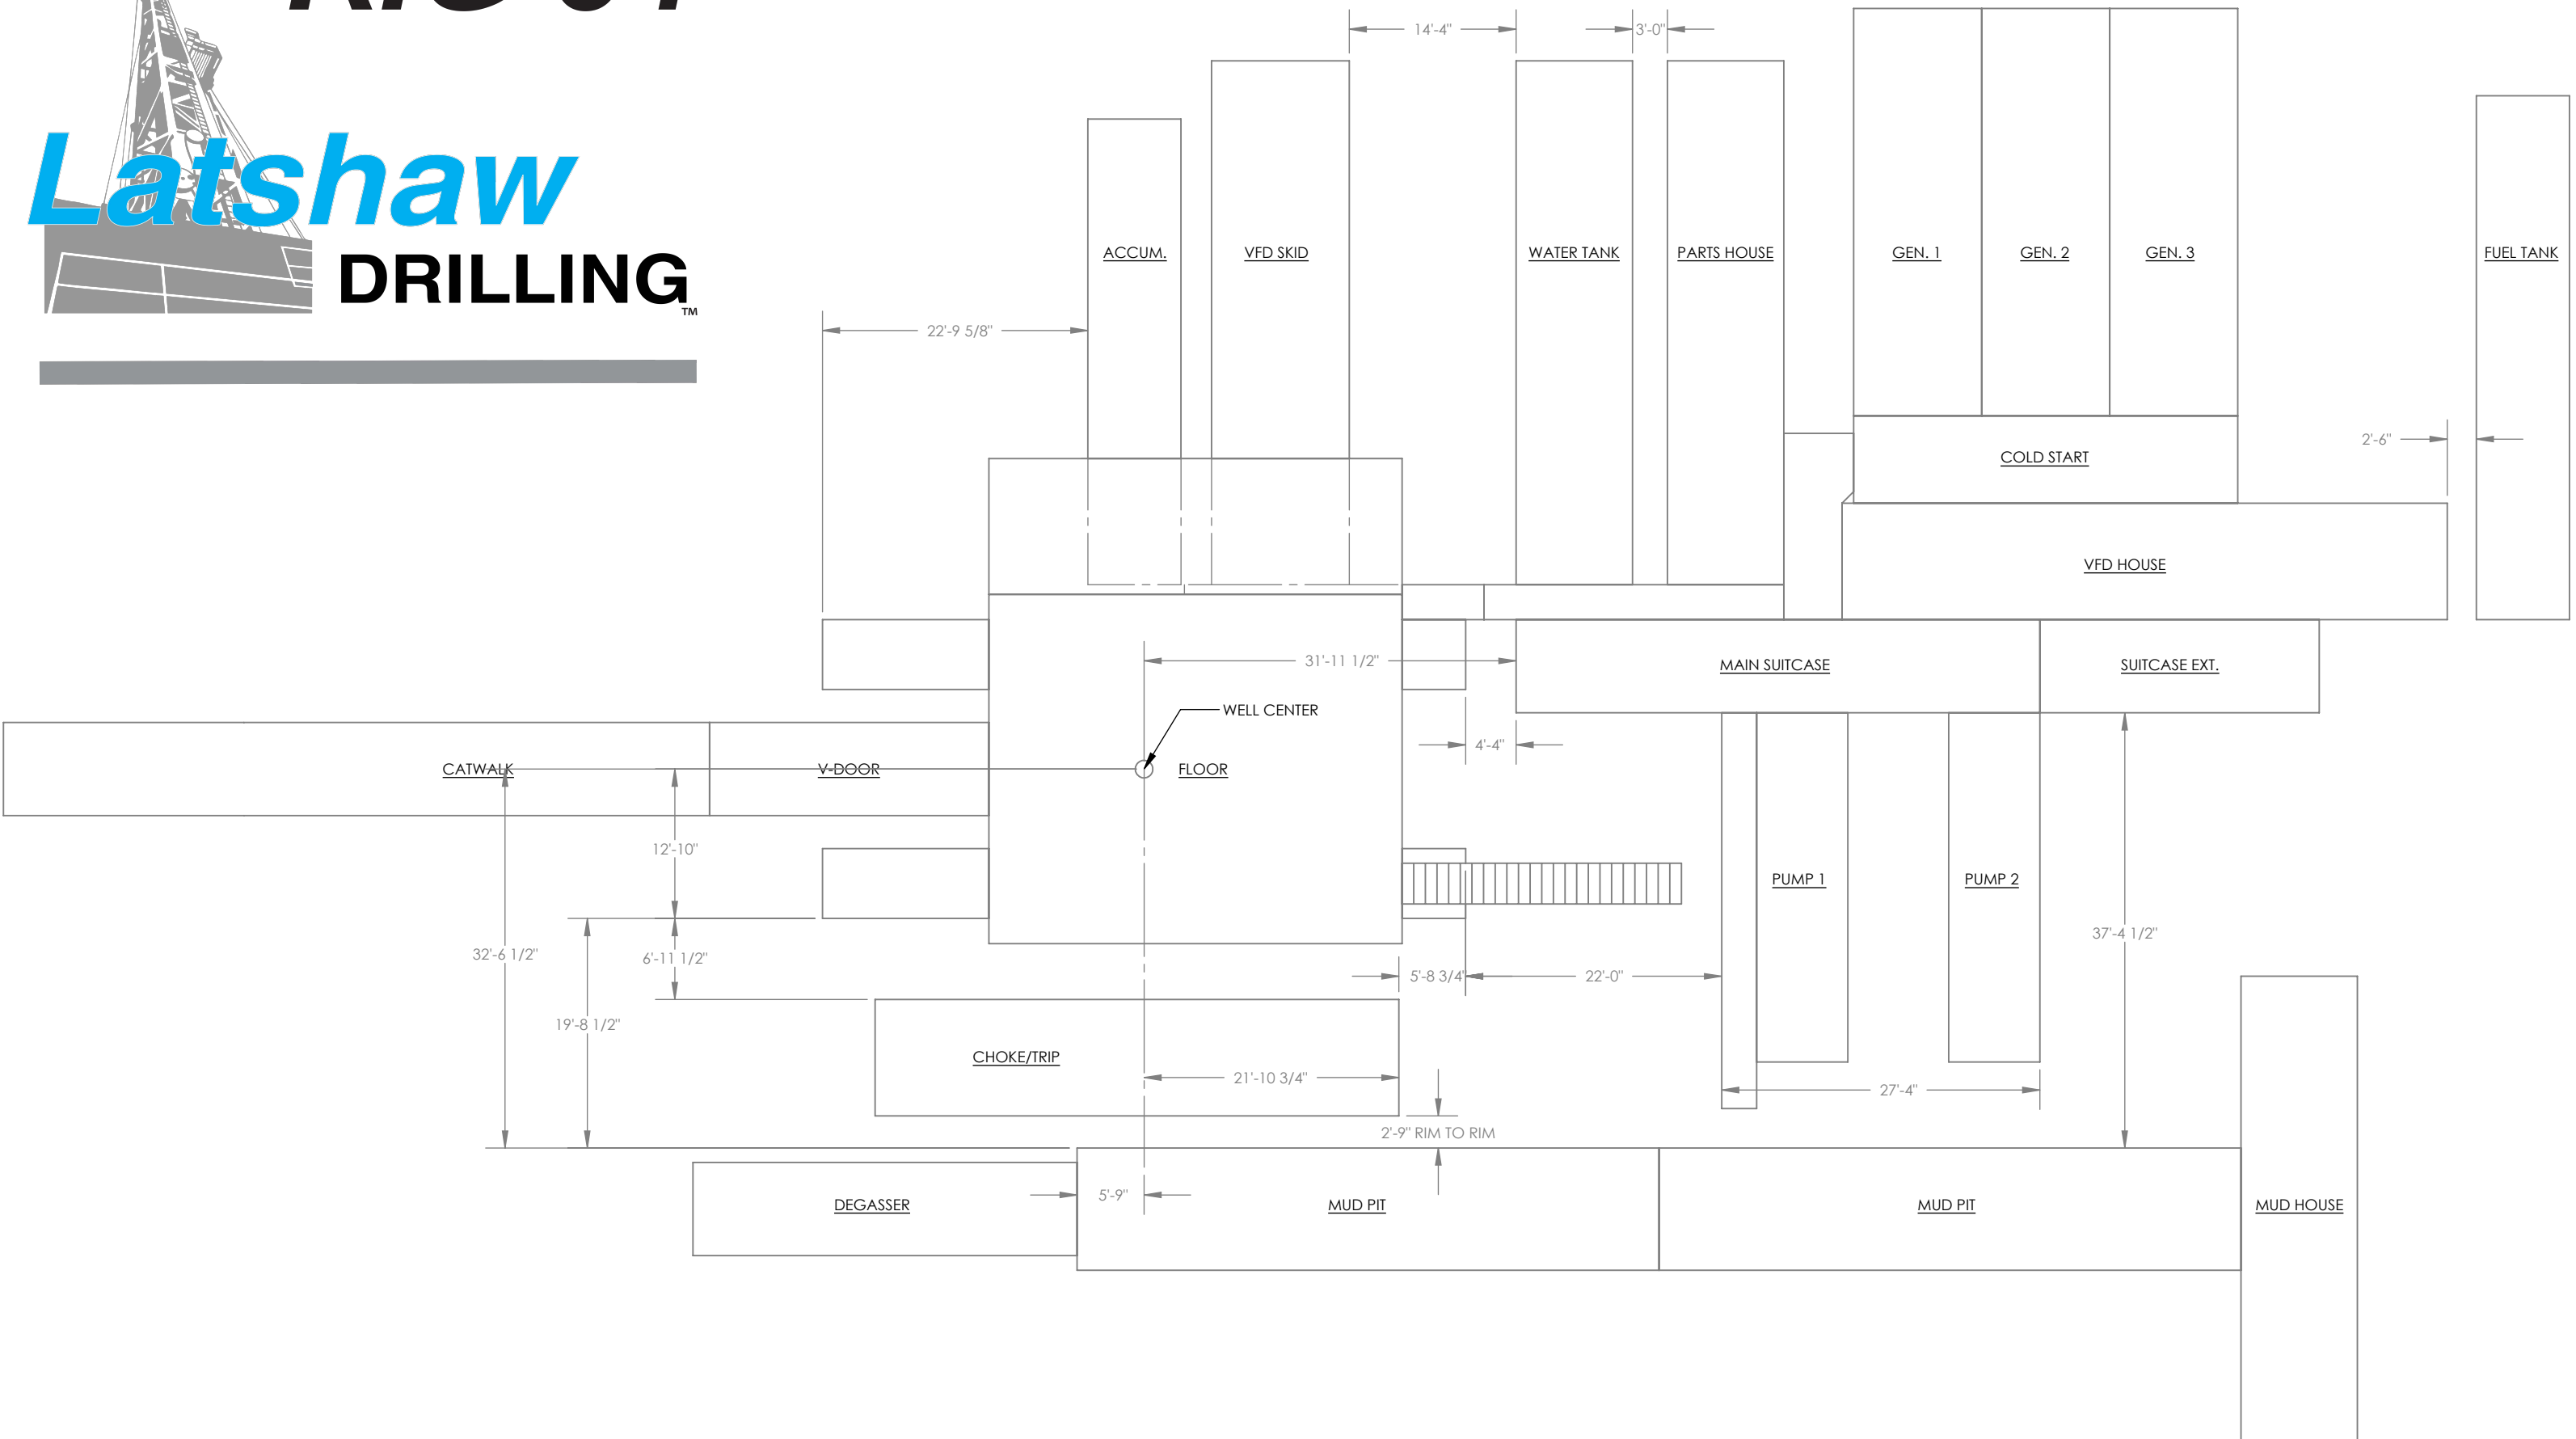 Latshaw
DRILLING
TM
14'-4"
3'-0"
ACCUM.
VFD SKID
WATER TANK
PARTS HOUSE
GEN. 1
GEN. 2
GEN. 3
FUEL TANK
22'-9 5/8"
2'-6"
COLD START
VFD HOUSE
31'-11 1/2"
MAIN SUITCASE
SUITCASE EXT.
WELL CENTER
4'-4"
CATWALK
V-DOOR
FLOOR
12'-10"
PUMP 1
PUMP 2
32'-6 1/2"
6'-11 1/2"
37'-4 1/2"
5'-8 3/4"
22'-0"
19'-8 1/2"
CHOKE/TRIP
21'-10 3/4"
27'-4"
2'-9" RIM TO RIM
5'-9"
DEGASSER
MUD PIT
MUD PIT
MUD HOUSE